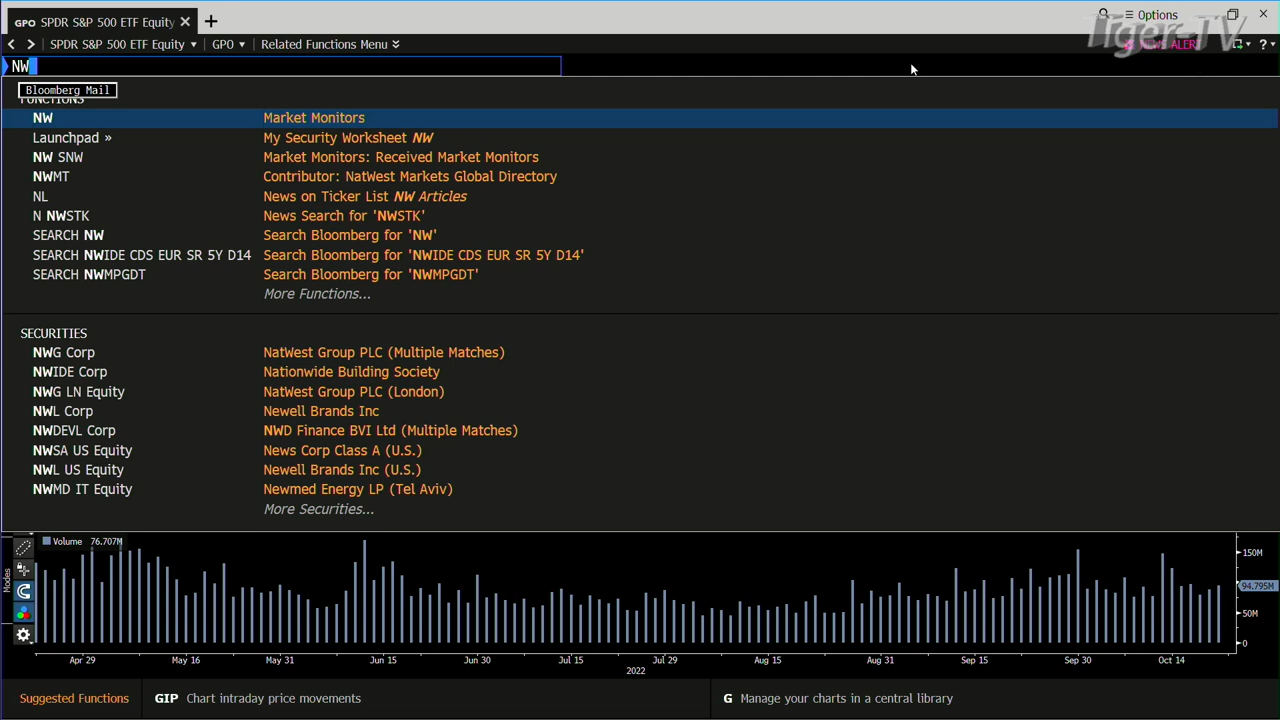 GPO SPDR S&P 500 ETF Equity
Options
SPDR S&P 500 ETF Equity GPO Related Functions Menu
NEWS ALERT
Tiger-TV
NW
Bloomberg Mail
FUNCTIONS
NW Market Monitors
Launchpad » My Security Worksheet NW
NW SNW Market Monitors: Received Market Monitors
NWMT Contributor: NatWest Markets Global Directory
NL News on Ticker List NW Articles
N NWSTK News Search for 'NWSTK'
SEARCH NW Search Bloomberg for 'NW'
SEARCH NWIDE CDS EUR SR 5Y D14 Search Bloomberg for 'NWIDE CDS EUR SR 5Y D14'
SEARCH NWMPGDT Search Bloomberg for 'NWMPGDT'
More Functions...
SECURITIES
NWG Corp NatWest Group PLC (Multiple Matches)
NWIDE Corp Nationwide Building Society
NWG LN Equity NatWest Group PLC (London)
NWL Corp Newell Brands Inc
NWDEVL Corp NWD Finance BVI Ltd (Multiple Matches)
NWSA US Equity News Corp Class A (U.S.)
NWL US Equity Newell Brands Inc (U.S.)
NWMD IT Equity Newmed Energy LP (Tel Aviv)
More Securities...
Volume 76.707M
150M
94.795M
50M
0
Modes
Apr 29 May 16 May 31 Jun 15 Jun 30 Jul 15 Jul 29 Aug 15 Aug 31 Sep 15 Sep 30 Oct 14
2022
Suggested Functions GIP Chart intraday price movements G Manage your charts in a central library